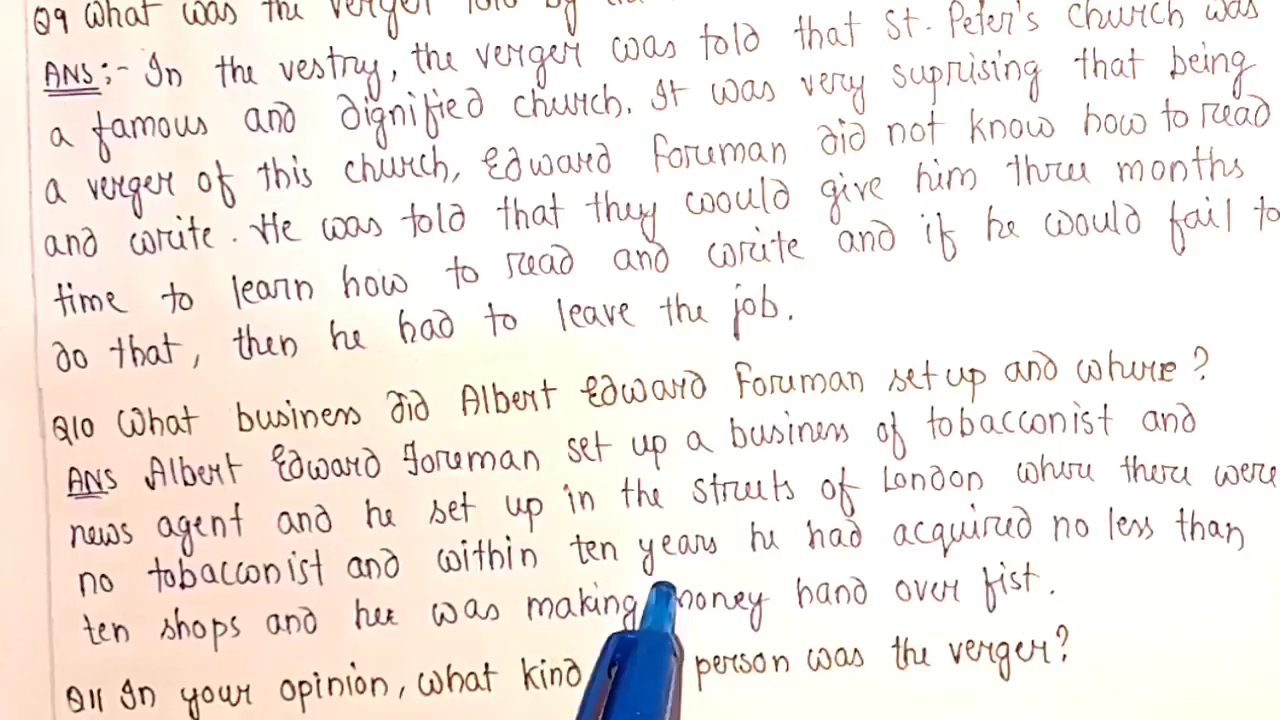 Q9 What was the verger told by
ANS:- In the vestry, the verger was told that St. Peter's church was
a famous and dignified church. It was very suprising that being
a verger of this church, Edward Foreman did not know how to read
and write. He was told that they would give him three months
time to learn how to read and write and if he would fail to
do that, then he had to leave the job.
Q10 What business did Albert Edward Foreman set up and where?
ANS Albert Edward Foreman set up a business of tobacconist and
news agent and he set up in the streets of London where there were
no tobacconist and within ten years he had acquired no less than
ten shops and he was making money hand over fist.
Q11 In your opinion, what kind person was the verger?